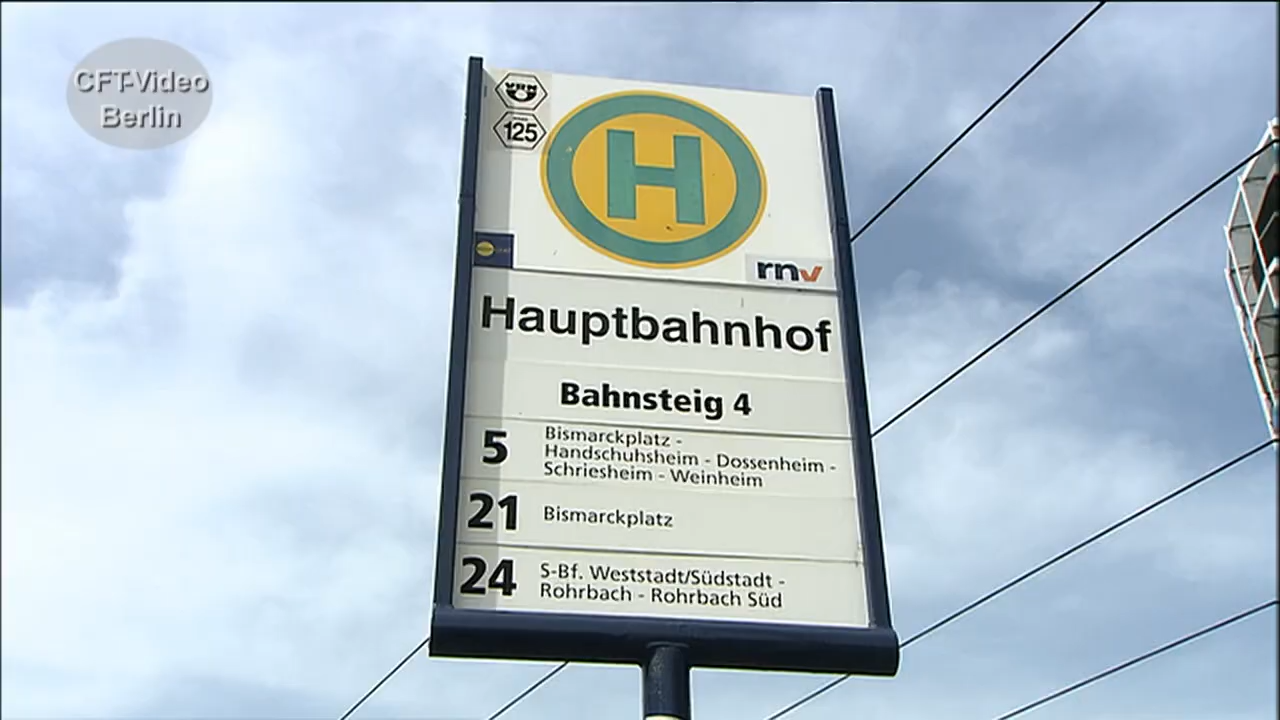 CFT-Video
Berlin
VRN
125
H
rnv
Hauptbahnhof
Bahnsteig 4
5 Bismarckplatz -
Handschuhsheim - Dossenheim -
Schriesheim - Weinheim
21 Bismarckplatz
24 S-Bf. Weststadt/Südstadt -
Rohrbach - Rohrbach Süd